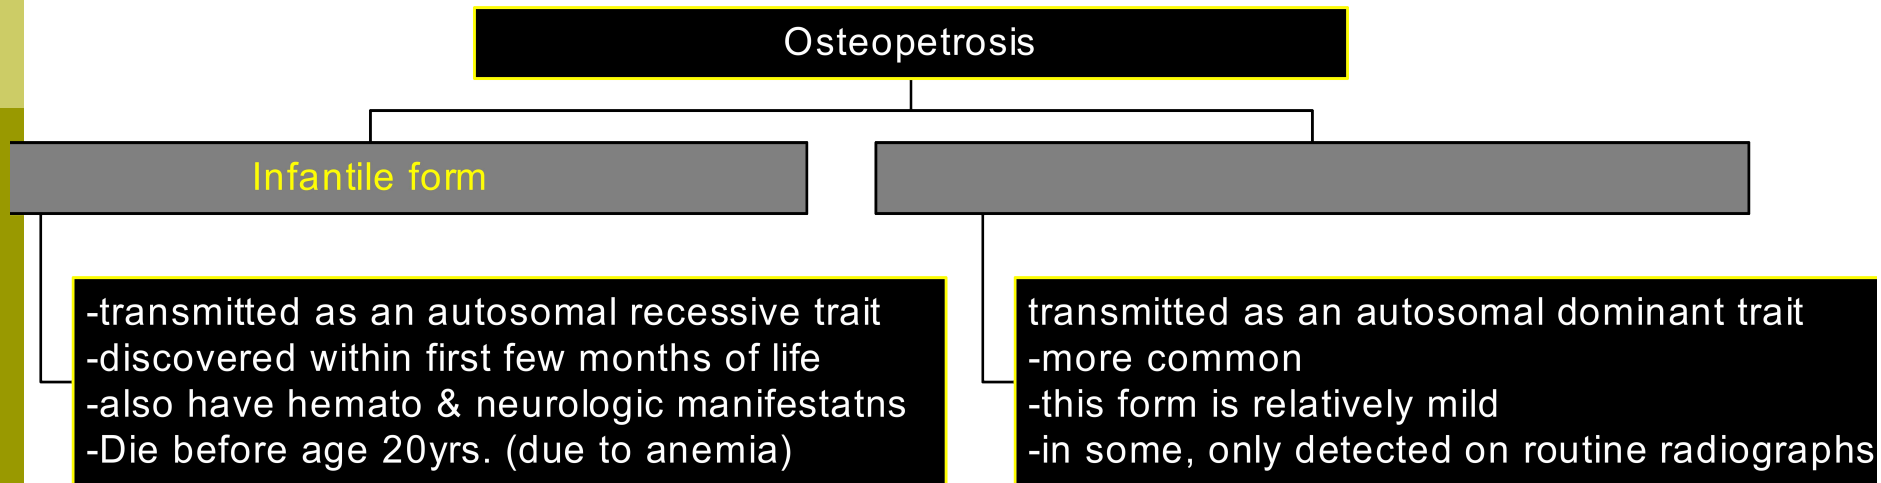 Osteopetrosis
Infantile form
-transmitted as an autosomal recessive trait
-discovered within first few months of life
-also have hemato & neurologic manifestatns
-Die before age 20yrs. (due to anemia)
transmitted as an autosomal dominant trait
-more common
-this form is relatively mild
-in some, only detected on routine radiographs